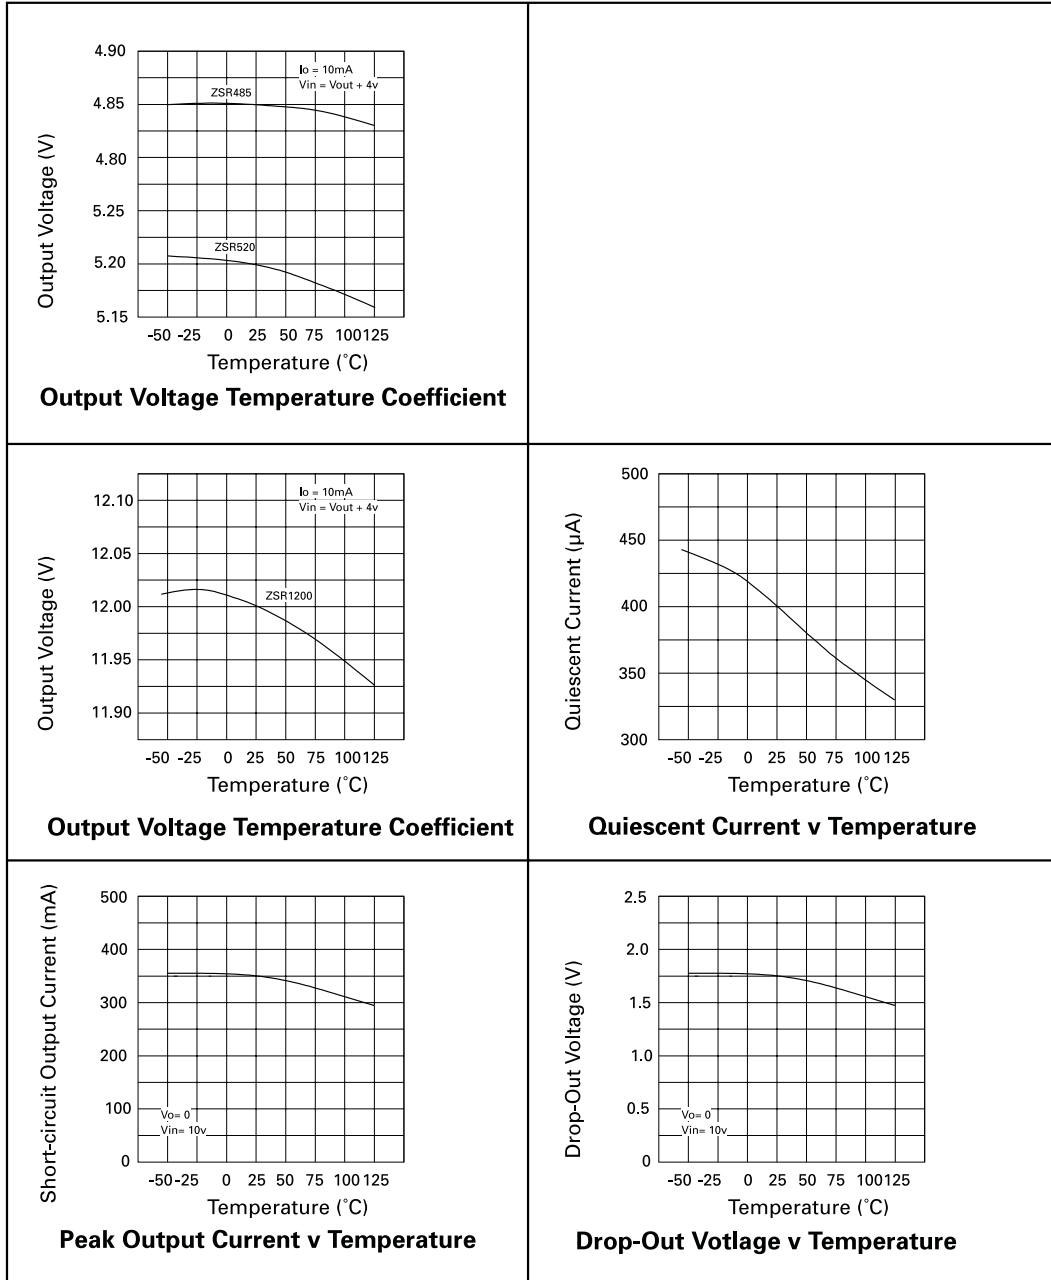 4.90
4.85
4.80
5.25
5.20
5.15
Output Voltage (V)
Io = 10mA
Vin = Vout + 4v
ZSR485
ZSR520
-50 -25 0 25 50 75 100 125
Temperature (˚C)
Output Voltage Temperature Coefficient
12.10
12.05
12.00
11.95
11.90
Output Voltage (V)
Io = 10mA
Vin = Vout + 4v
ZSR1200
-50 -25 0 25 50 75 100 125
Temperature (˚C)
Output Voltage Temperature Coefficient
500
450
400
350
300
Quiescent Current (µA)
-50 -25 0 25 50 75 100 125
Temperature (˚C)
Quiescent Current v Temperature
500
400
300
200
100
0
Short-circuit Output Current (mA)
Vo= 0
Vin= 10v
-50 -25 0 25 50 75 100 125
Temperature (˚C)
Peak Output Current v Temperature
2.5
2.0
1.5
1.0
0.5
0
Drop-Out Voltage (V)
Vo= 0
Vin= 10v
-50 -25 0 25 50 75 100 125
Temperature (˚C)
Drop-Out Votlage v Temperature